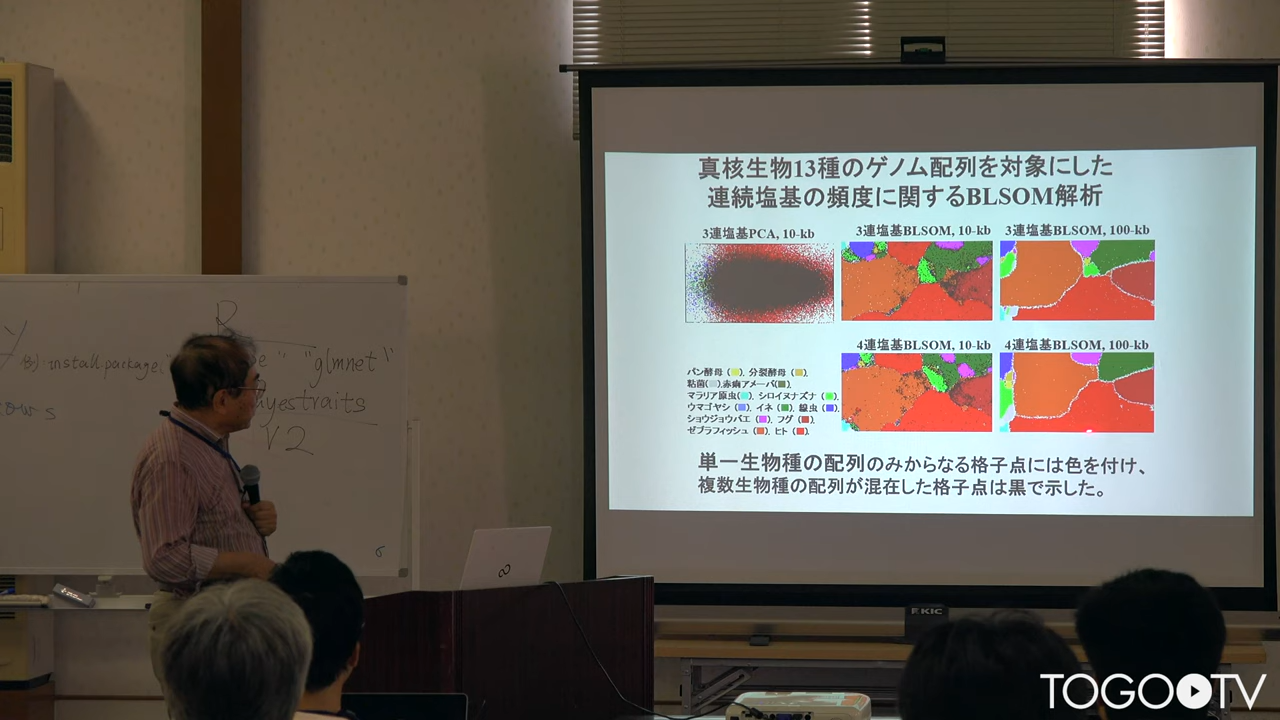 真核生物13種のゲノム配列を対象にした
連続塩基の頻度に関するBLSOM解析
3連塩基PCA, 10-kb
3連塩基BLSOM, 10-kb
3連塩基BLSOM, 100-kb
4連塩基BLSOM, 10-kb
4連塩基BLSOM, 100-kb
パン酵母 ( ), 分裂酵母 ( ),
粘菌( ),赤痢アメーバ( ),
マラリア原虫( ), シロイヌナズナ ( ),
ウマゴヤシ ( ), イネ ( ), 線虫 ( ),
ショウジョウバエ ( ), フグ ( ),
ゼブラフィッシュ ( ), ヒト ( ).
単一生物種の配列のみからなる格子点には色を付け、
複数生物種の配列が混在した格子点は黒で示した。
R
install.package("
" "glmnet"
ayestraits
V2
KIC
TOGO TV